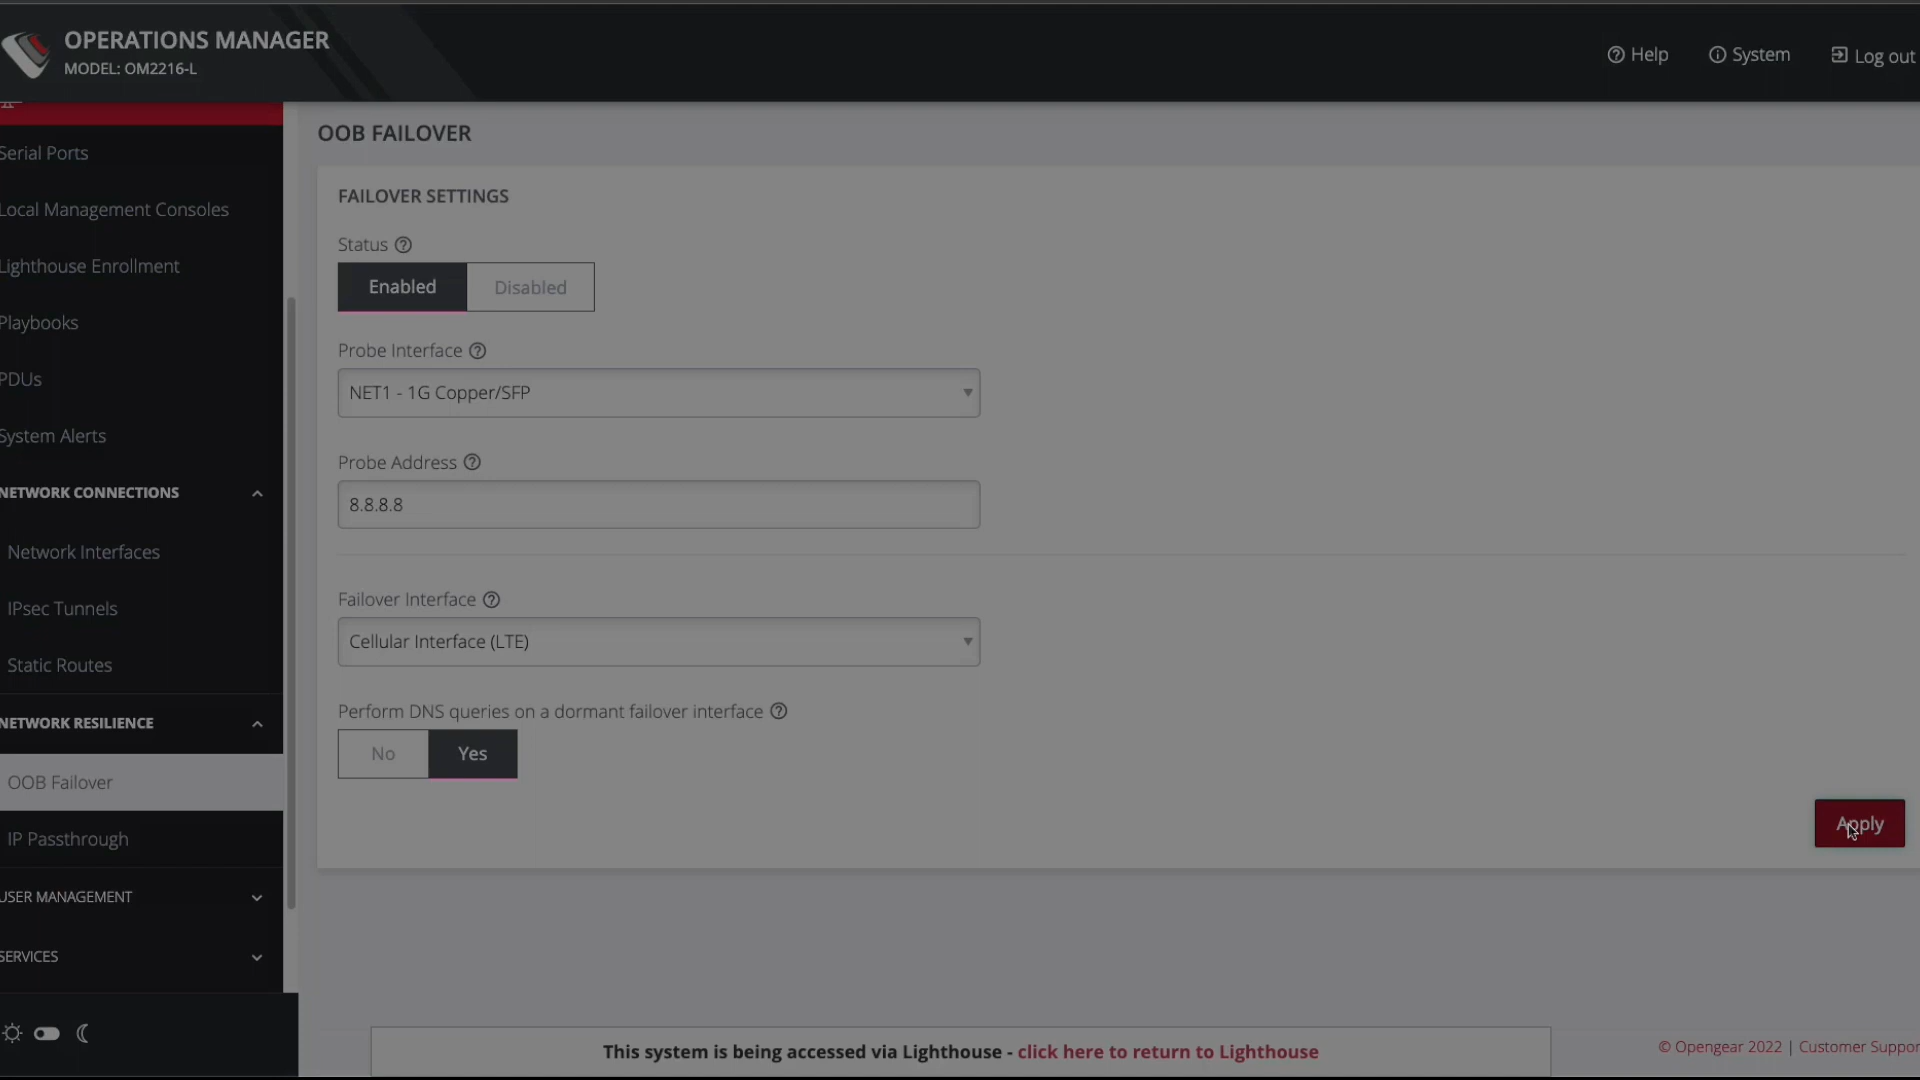 OPERATIONS MANAGER
MODEL: OM2216-L
Help
System
Log out
Serial Ports
Local Management Consoles
Lighthouse Enrollment
Playbooks
PDUs
System Alerts
NETWORK CONNECTIONS
Network Interfaces
IPsec Tunnels
Static Routes
NETWORK RESILIENCE
OOB Failover
IP Passthrough
USER MANAGEMENT
SERVICES
OOB FAILOVER
FAILOVER SETTINGS
Status
Enabled Disabled
Probe Interface
NET1 - 1G Copper/SFP
Probe Address
8.8.8.8
Failover Interface
Cellular Interface (LTE)
Perform DNS queries on a dormant failover interface
No Yes
Apply
This system is being accessed via Lighthouse - click here to return to Lighthouse
© Opengear 2022 | Customer Suppor